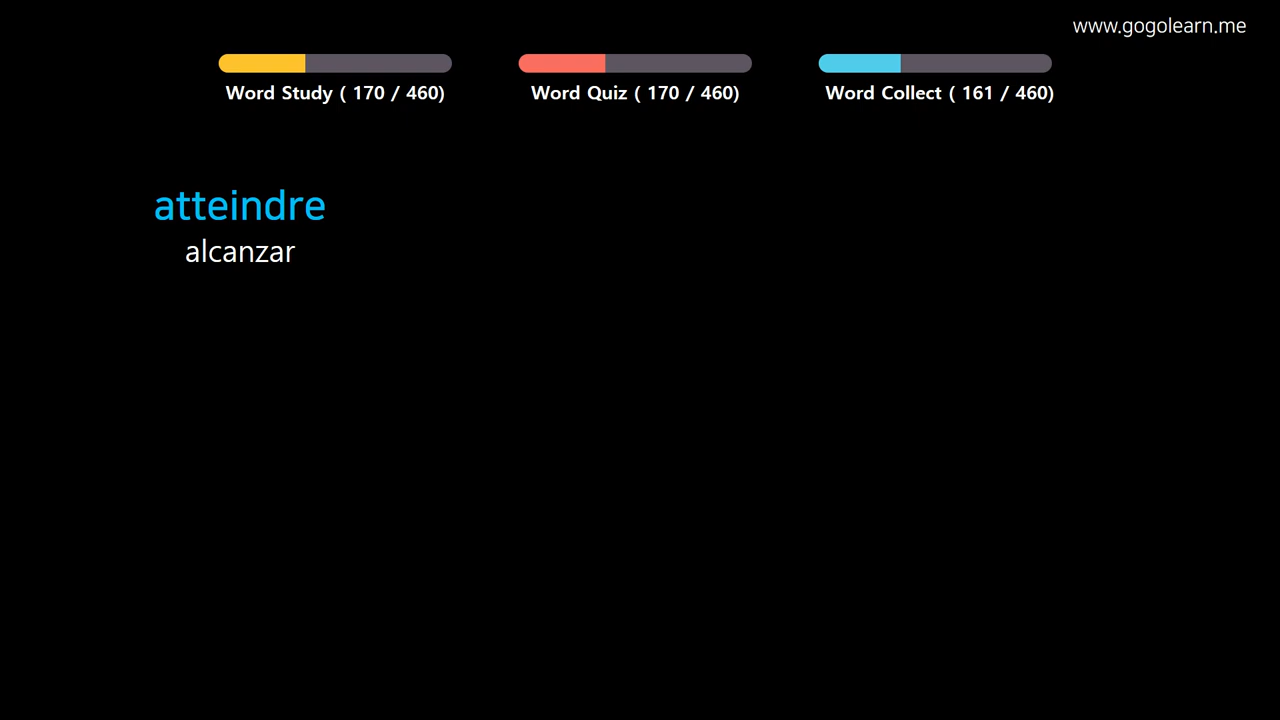 www.gogolearn.me
Word Study ( 170 / 460)
Word Quiz ( 170 / 460)
Word Collect ( 161 / 460)
atteindre
alcanzar